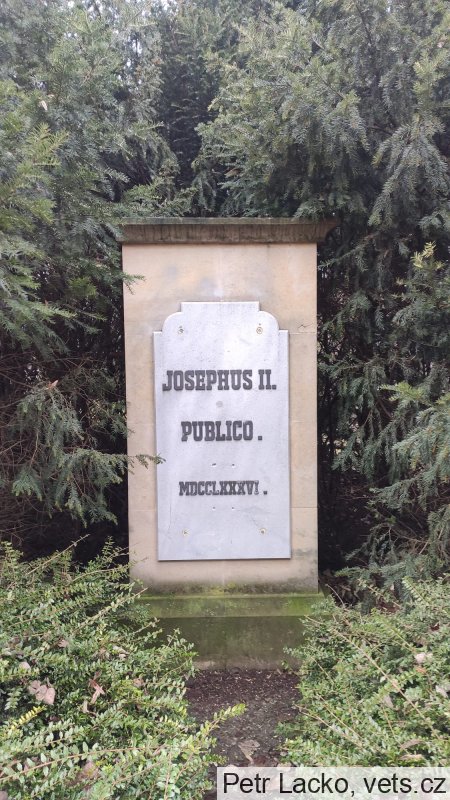 JOSEPHUS II.
PUBLICO.
MDCCLXXXVI.
Petr Lacko, vets.cz